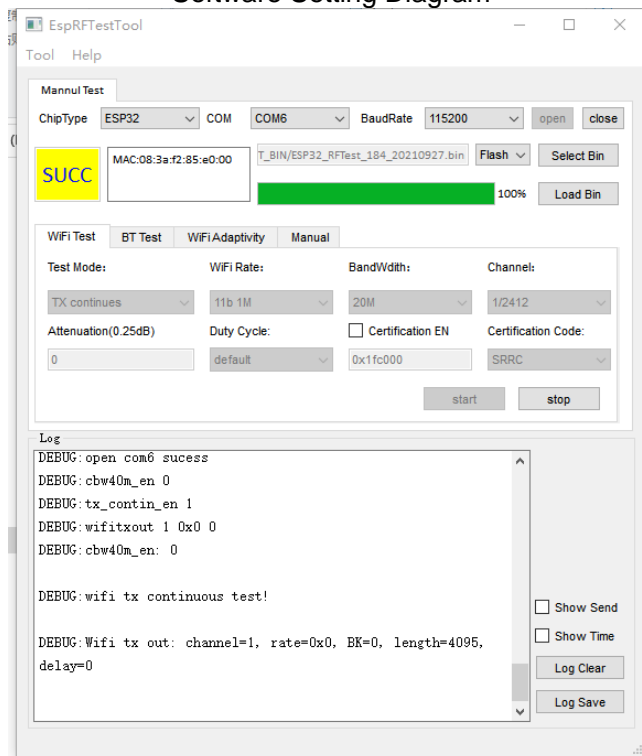 Software Setting Diagram
EspRFTestTool
Tool Help
Mannul Test
ChipType ESP32 COM COM6 BaudRate 115200 open close
SUCC MAC:08:3a:f2:85:e0:00 T_BIN/ESP32_RFTest_184_20210927.bin Flash Select Bin
100% Load Bin
WiFi Test BT Test WiFi Adaptivity Manual
Test Mode: WiFi Rate: BandWdith: Channel:
TX continues 11b 1M 20M 1/2412
Attenuation(0.25dB) Duty Cycle: Certification EN Certification Code:
0 default 0x1fc000 SRRC
start stop
Log
DEBUG:open com6 sucess
DEBUG:cbw40m_en 0
DEBUG:tx_contin_en 1
DEBUG:wifitxout 1 0x0 0
DEBUG:cbw40m_en: 0
DEBUG:wifi tx continuous test!
DEBUG:Wifi tx out: channel=1, rate=0x0, BK=0, length=4095,
delay=0
Show Send
Show Time
Log Clear
Log Save